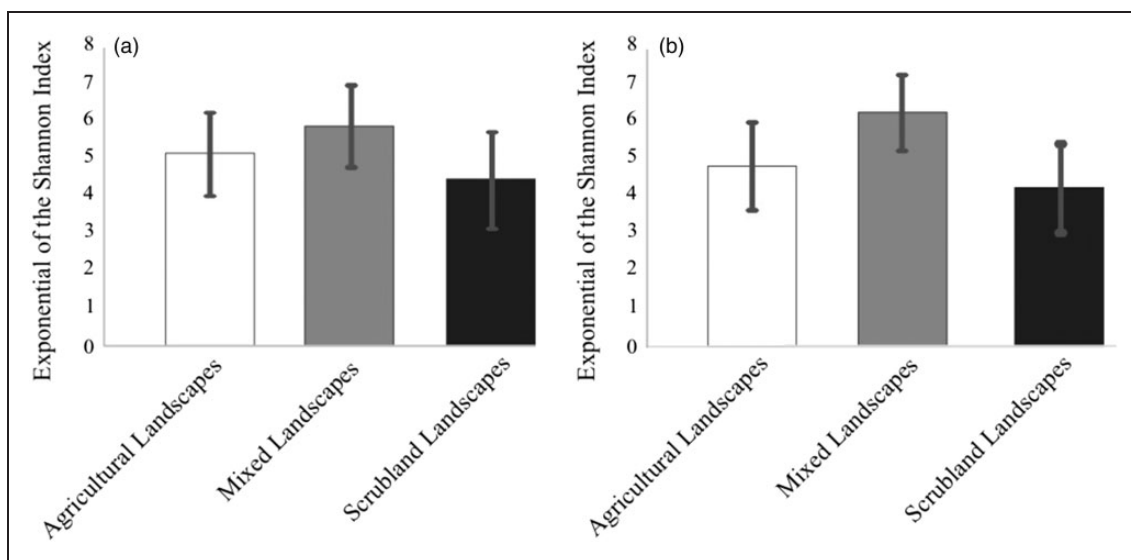 (a)
Exponential of the Shannon Index
8
7
6
5
4
3
2
1
0
Agricultural Landscapes
Mixed Landscapes
Scrubland Landscapes
(b)
Exponential of the Shannon Index
8
7
6
5
4
3
2
1
0
Agricultural Landscapes
Mixed Landscapes
Scrubland Landscapes